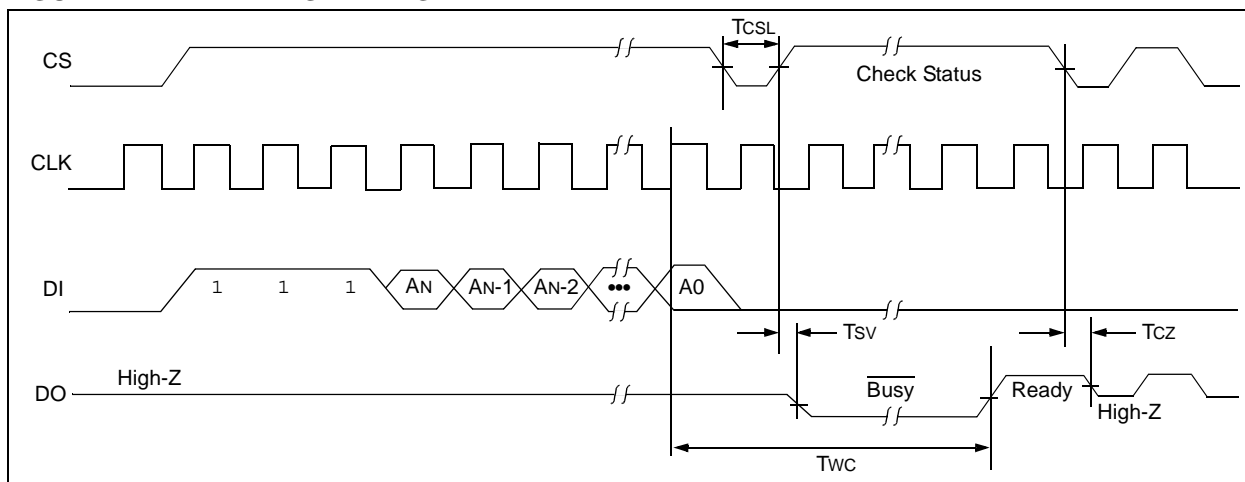 TCSL
CS
Check Status
CLK
DI
1 1 1 AN AN-1 AN-2 ••• A0
TSV
TCZ
DO
High-Z
Busy
Ready
High-Z
TWC